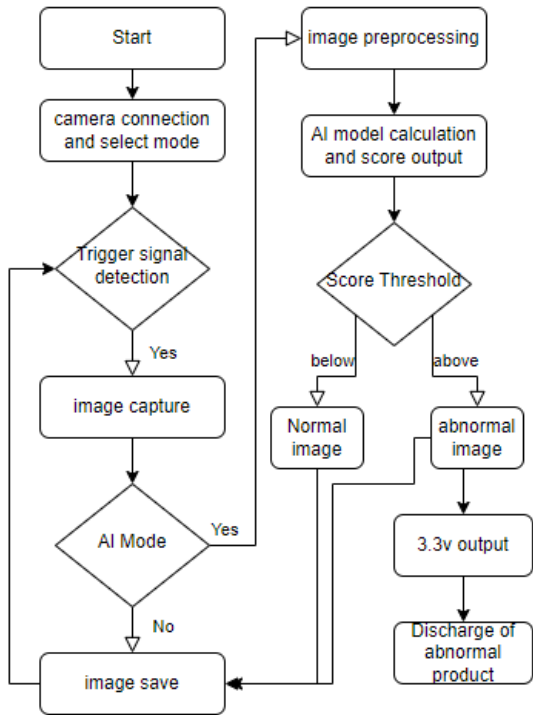 Start
camera connection
and select mode
Trigger signal
detection
Yes
image capture
AI Mode
Yes
No
image save
image preprocessing
AI model calculation
and score output
Score Threshold
below
above
Normal
image
abnormal
image
3.3v output
Discharge of
abnormal
product